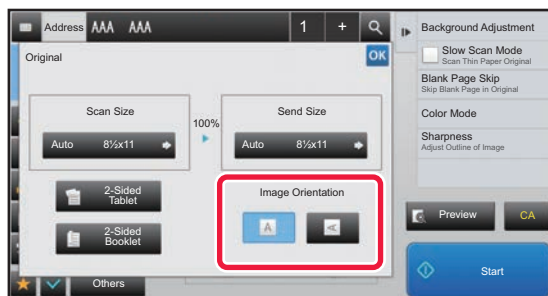 Address AAA AAA 1 +
Original
OK
Scan Size
Auto 8½x11
100%
Send Size
Auto 8½x11
2-Sided
Tablet
2-Sided
Booklet
Image Orientation
A A
Others
Background Adjustment
Slow Scan Mode
Scan Thin Paper Original
Blank Page Skip
Skip Blank Page in Original
Color Mode
Sharpness
Adjust Outline of Image
Preview CA
Start